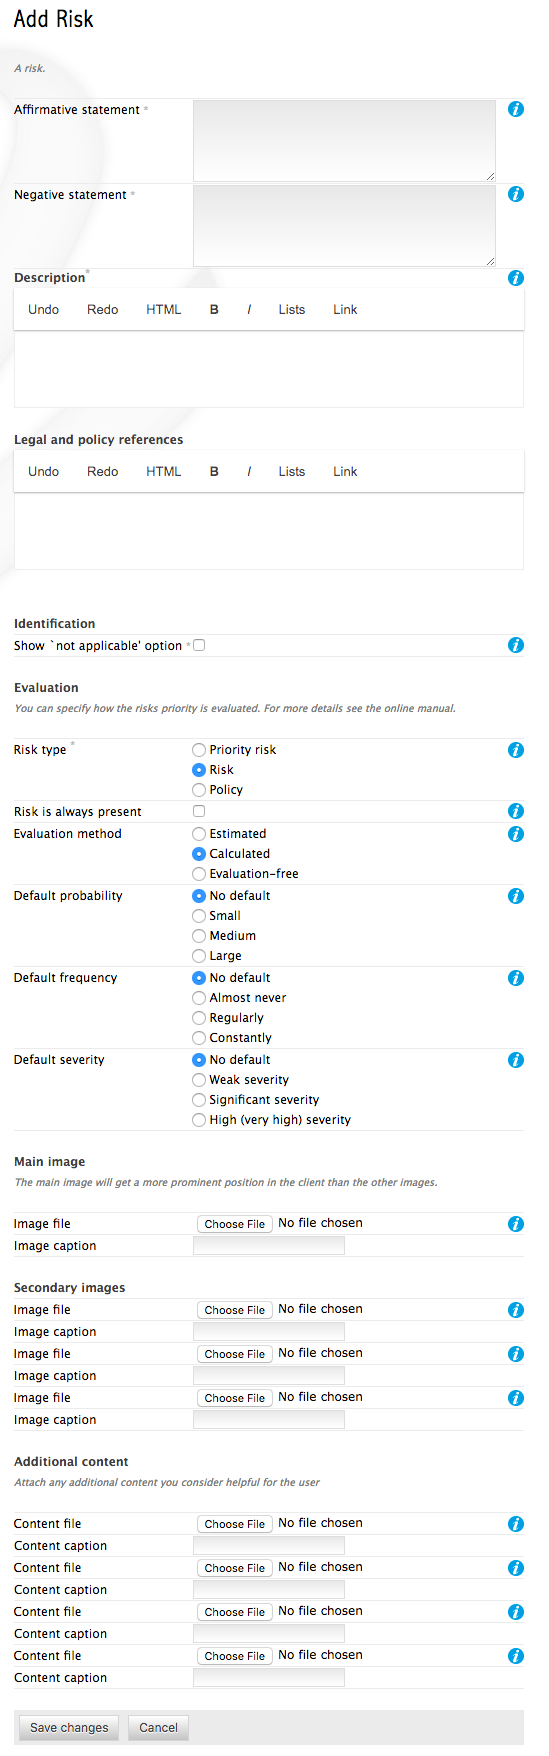 Add Risk
A risk.
Affirmative statement *
Negative statement *
Description*
Undo Redo HTML B I Lists Link
Legal and policy references
Undo Redo HTML B I Lists Link
Identification
Show `not applicable' option *
Evaluation
You can specify how the risks priority is evaluated. For more details see the online manual.
Risk type * Priority risk
Risk
Policy
Risk is always present
Evaluation method Estimated
Calculated
Evaluation-free
Default probability No default
Small
Medium
Large
Default frequency No default
Almost never
Regularly
Constantly
Default severity No default
Weak severity
Significant severity
High (very high) severity
Main image
The main image will get a more prominent position in the client than the other images.
Image file Choose File No file chosen
Image caption
Secondary images
Image file Choose File No file chosen
Image caption
Image file Choose File No file chosen
Image caption
Image file Choose File No file chosen
Image caption
Additional content
Attach any additional content you consider helpful for the user
Content file Choose File No file chosen
Content caption
Content file Choose File No file chosen
Content caption
Content file Choose File No file chosen
Content caption
Content file Choose File No file chosen
Content caption
Save changes Cancel